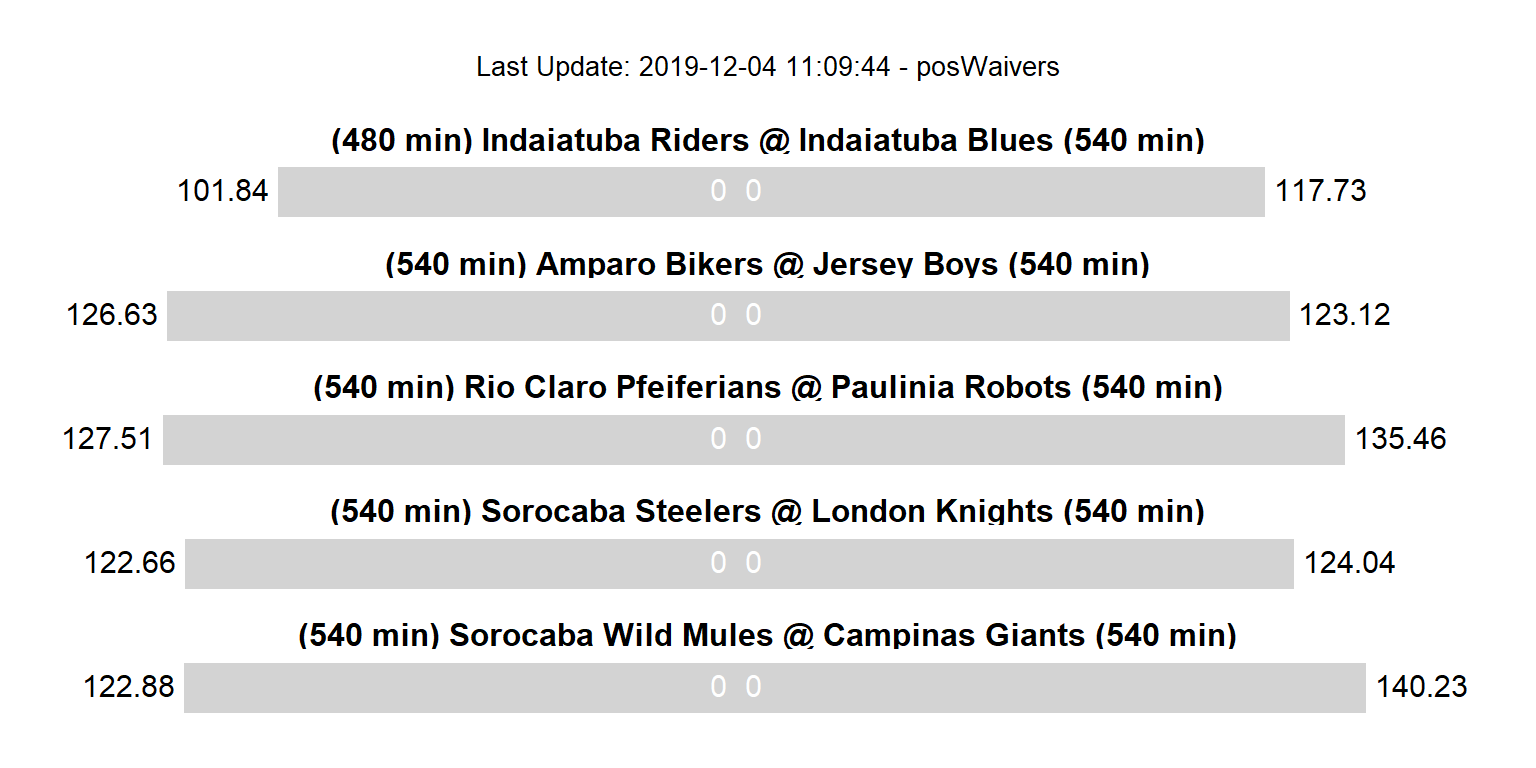 Last Update: 2019-12-04 11:09:44 - posWaivers
(480 min) Indaiatuba Riders @ Indaiatuba Blues (540 min)
101.84 0 0 117.73
(540 min) Amparo Bikers @ Jersey Boys (540 min)
126.63 0 0 123.12
(540 min) Rio Claro Pfeiferians @ Paulinia Robots (540 min)
127.51 0 0 135.46
(540 min) Sorocaba Steelers @ London Knights (540 min)
122.66 0 0 124.04
(540 min) Sorocaba Wild Mules @ Campinas Giants (540 min)
122.88 0 0 140.23